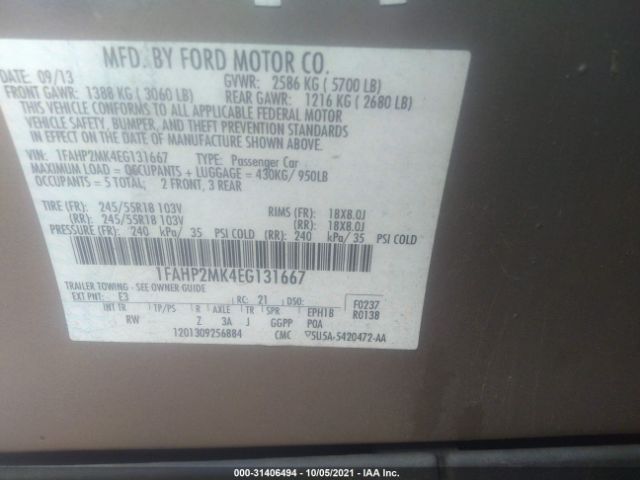 MFD. BY FORD MOTOR CO.
DATE: 09/13 GVWR: 2586 KG ( 5700 LB)
FRONT GAWR: 1388 KG ( 3060 LB) REAR GAWR: 1216 KG ( 2680 LB)
THIS VEHICLE CONFORMS TO ALL APPLICABLE FEDERAL MOTOR
VEHICLE SAFETY, BUMPER, AND THEFT PREVENTION STANDARDS
IN EFFECT ON THE DATE OF MANUFACTURE SHOWN ABOVE.
VIN: 1FAHP2MK4EG131667 TYPE: Passenger Car
MAXIMUM LOAD = OCCUPANTS + LUGGAGE = 430KG/ 950LB
OCCUPANTS = 5 TOTAL; 2 FRONT, 3 REAR
TIRE (FR): 245/55R18 103V RIMS (FR): 18X8.0J
(RR): 245/55R18 103V (RR): 18X8.0J
PRESSURE (FR): 240 kPa/ 35 PSI COLD (RR): 240 kPa/ 35 PSI COLD
1FAHP2MK4EG131667
TRAILER TOWING - SEE OWNER GUIDE
EXT PNT: E3 RC: 21 DSO: F0237
INT TR TP/PS R AXLE TR SPR EPH1B R0138
RW Z 3A J GGPP PQA
1201309256884 CMC 5U5A-5420472-AA
000-31406494 - 10/05/2021 - IAA Inc.